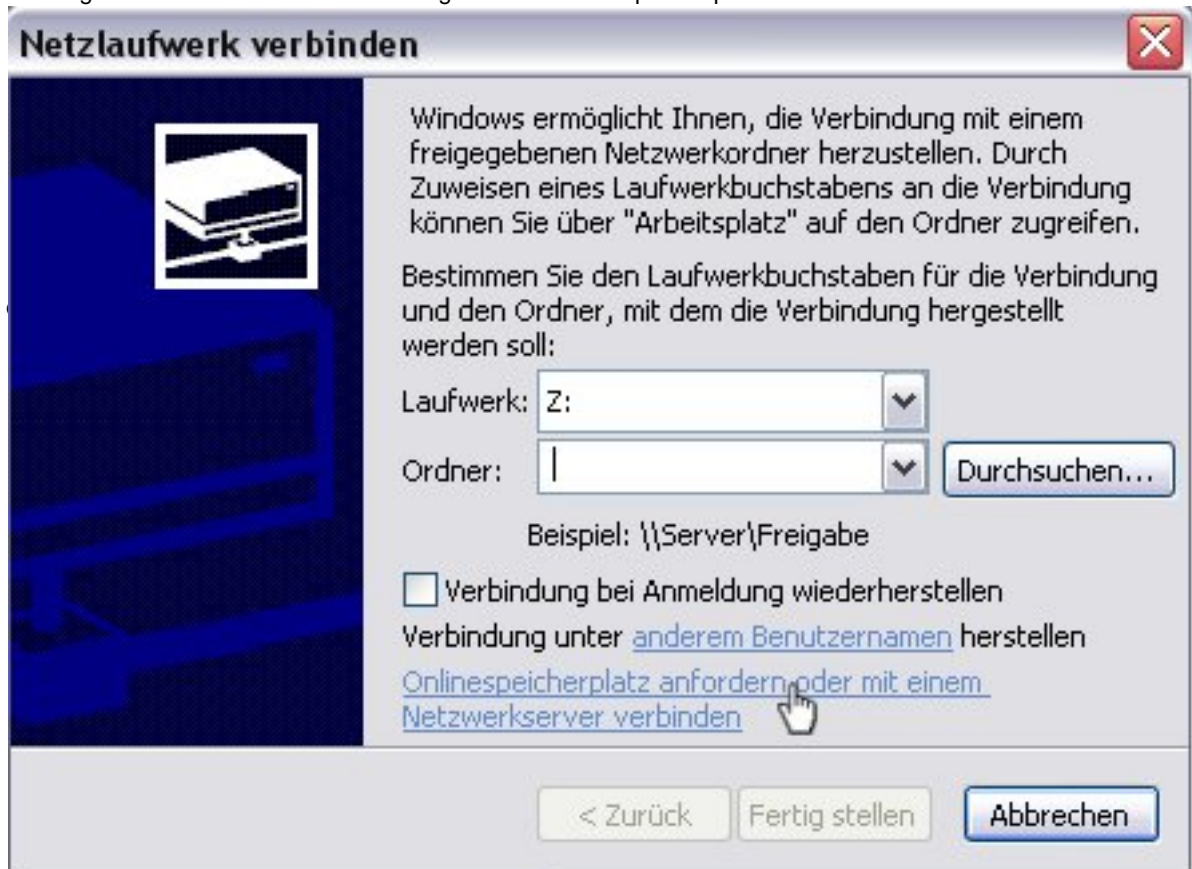 Netzlaufwerk verbinden
Windows ermöglicht Ihnen, die Verbindung mit einem
freigegebenen Netzwerkordner herzustellen. Durch
Zuweisen eines Laufwerkbuchstabens an die Verbindung
können Sie über "Arbeitsplatz" auf den Ordner zugreifen.
Bestimmen Sie den Laufwerkbuchstaben für die Verbindung
und den Ordner, mit dem die Verbindung hergestellt
werden soll:
Laufwerk: Z:
Ordner: Durchsuchen...
Beispiel: \\Server\Freigabe
Verbindung bei Anmeldung wiederherstellen
Verbindung unter anderem Benutzernamen herstellen
Onlinespeicherplatz anfordern oder mit einem
Netzwerkserver verbinden
< Zurück Fertig stellen Abbrechen